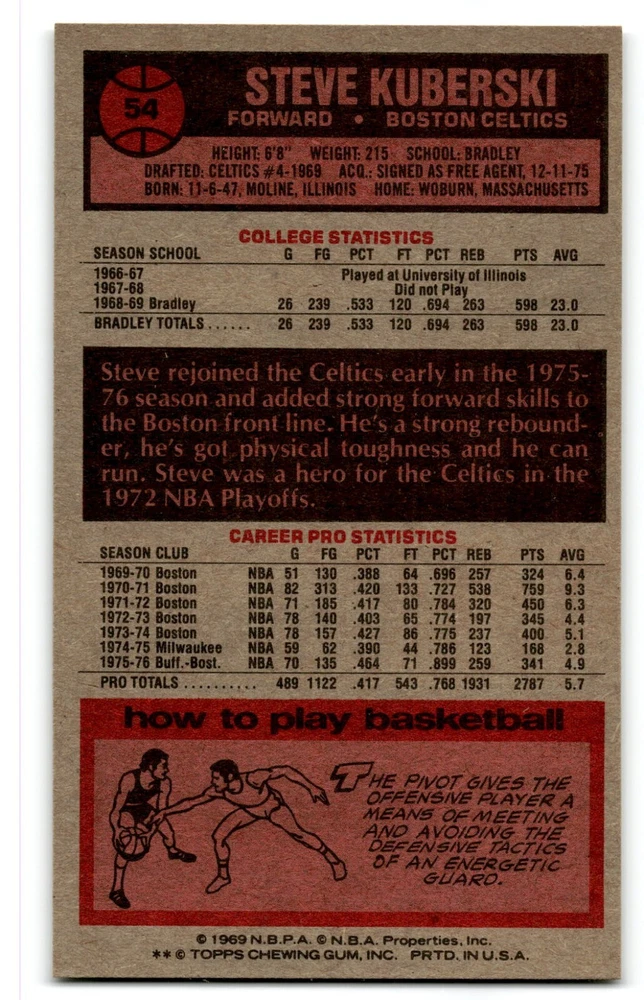 54
STEVE KUBERSKI
FORWARD • BOSTON CELTICS
HEIGHT: 6'8" WEIGHT: 215 SCHOOL: BRADLEY
DRAFTED: CELTICS #4-1969 ACQ.: SIGNED AS FREE AGENT, 12-11-75
BORN: 11-6-47, MOLINE, ILLINOIS HOME: WOBURN, MASSACHUSETTS
COLLEGE STATISTICS
SEASON SCHOOL G FG PCT FT PCT REB PTS AVG
1966-67 Played at University of Illinois
1967-68 Did not Play
1968-69 Bradley 26 239 .533 120 .694 263 598 23.0
BRADLEY TOTALS...... 26 239 .533 120 .694 263 598 23.0
Steve rejoined the Celtics early in the 1975-
76 season and added strong forward skills to
the Boston front line. He's a strong rebound-
er, he's got physical toughness and he can
run. Steve was a hero for the Celtics in the
1972 NBA Playoffs.
CAREER PRO STATISTICS
SEASON CLUB G FG PCT FT PCT REB PTS AVG
1969-70 Boston NBA 51 130 .388 64 .696 257 324 6.4
1970-71 Boston NBA 82 313 .420 133 .727 538 759 9.3
1971-72 Boston NBA 71 185 .417 80 .784 320 450 6.3
1972-73 Boston NBA 78 140 .403 65 .774 197 345 4.4
1973-74 Boston NBA 78 157 .427 86 .775 237 400 5.1
1974-75 Milwaukee NBA 59 62 .390 44 .786 123 168 2.8
1975-76 Buff.-Bost. NBA 70 135 .464 71 .899 259 341 4.9
PRO TOTALS .......... 489 1122 .417 543 .768 1931 2787 5.7
how to play basketball
THE PIVOT GIVES THE
OFFENSIVE PLAYER A
MEANS OF MEETING
AND AVOIDING THE
DEFENSIVE TACTICS
OF AN ENERGETIC
GUARD.
© 1969 N.B.P.A. © N.B.A. Properties, Inc.
** © TOPPS CHEWING GUM, INC. PRTD. IN U.S.A.